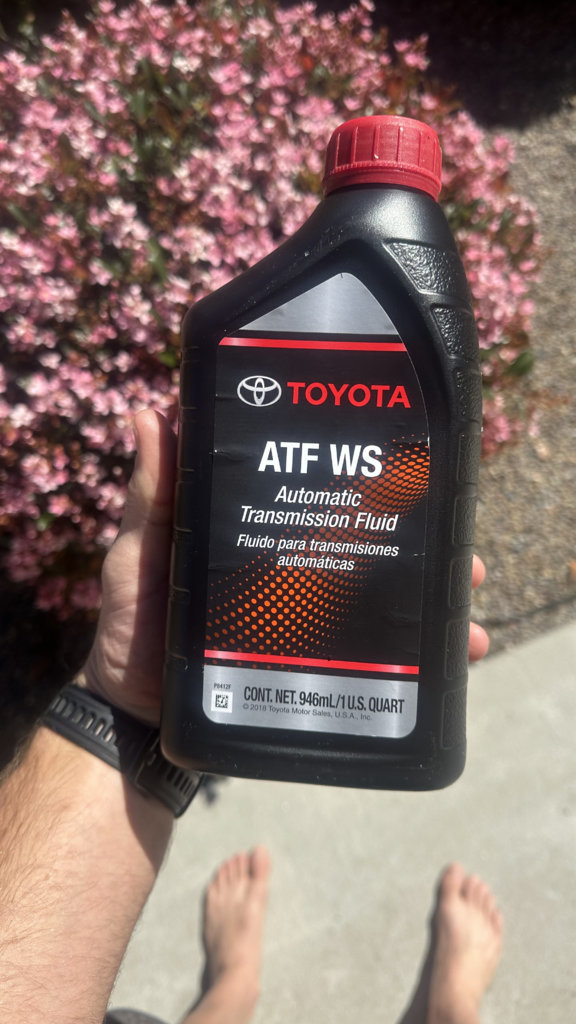 TOYOTA
ATF WS
Automatic
Transmission Fluid
Fluido para transmisiones
automáticas
P8412F
CONT. NET. 946mL/1 U.S. QUART
© 2018 Toyota Motor Sales, U.S.A., Inc.